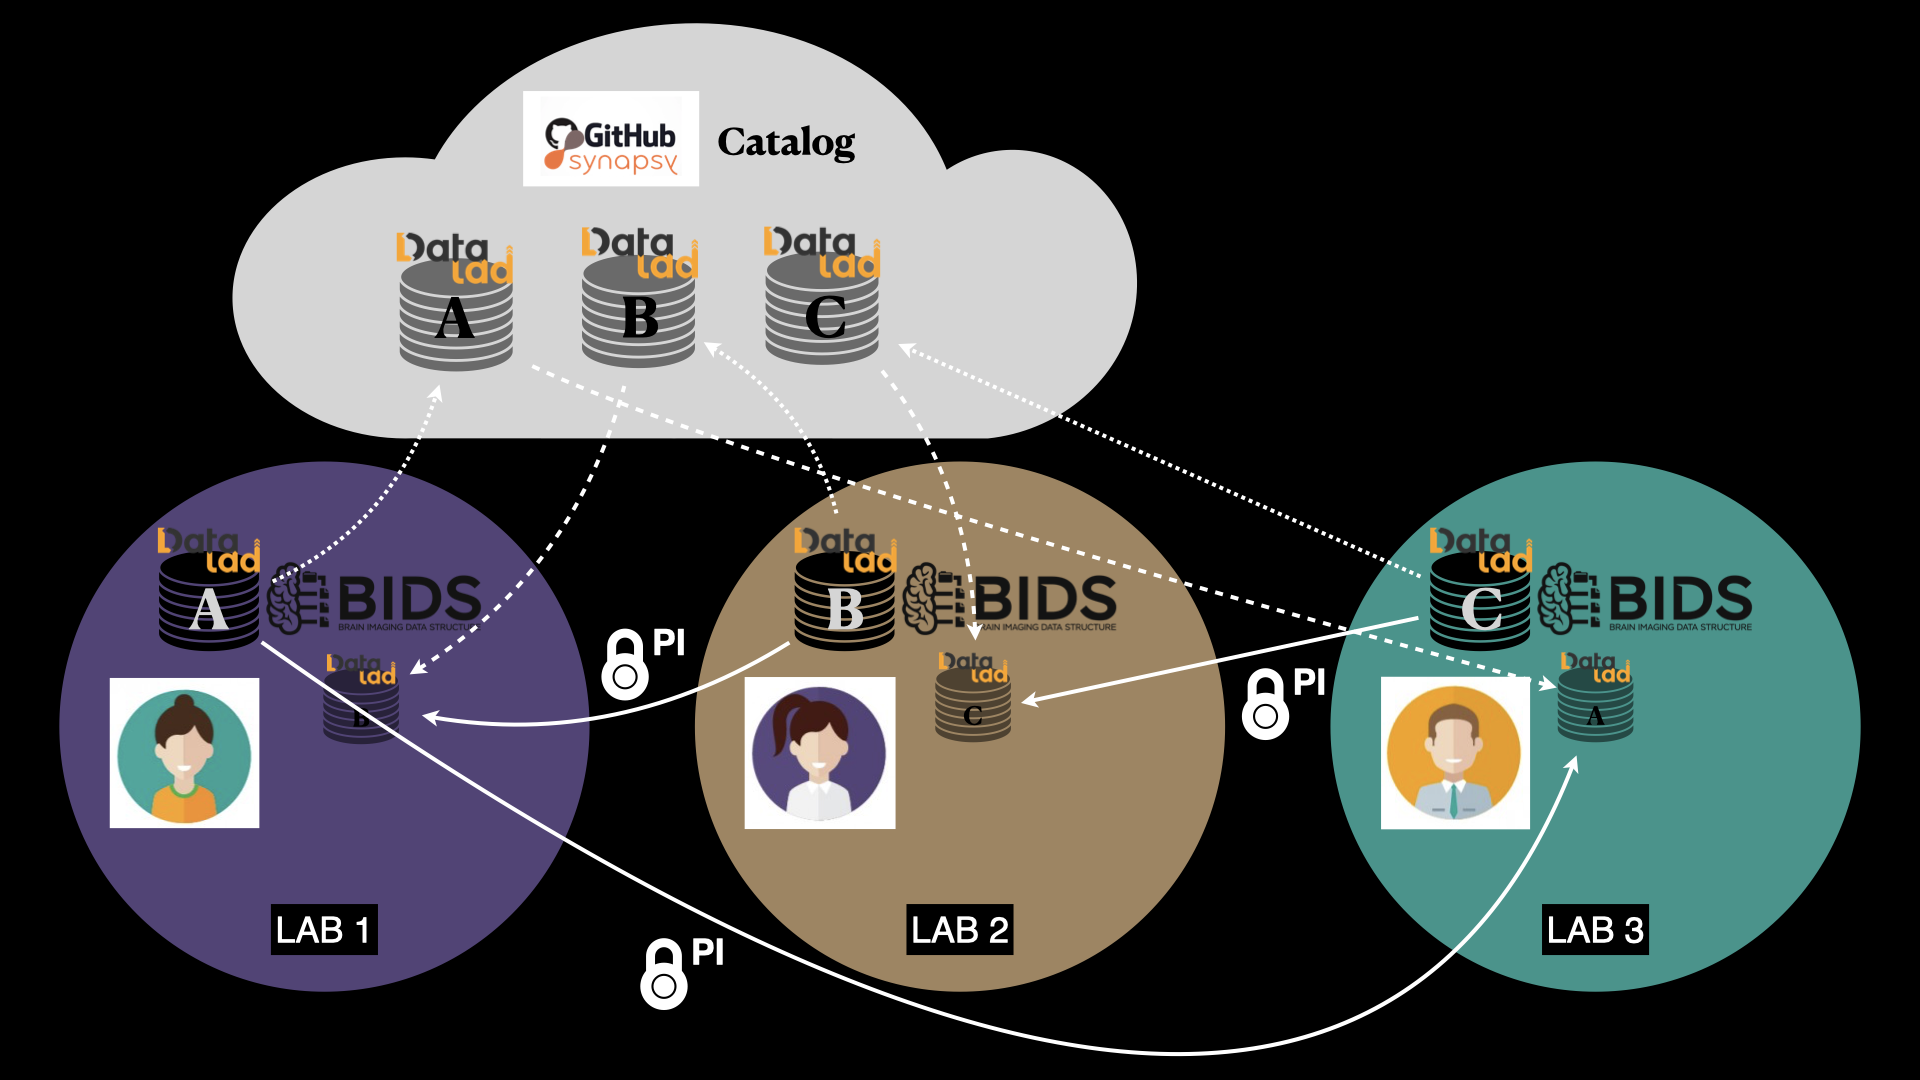 GitHub
synapsy
Catalog
Data
lad
A
Data
lad
B
Data
lad
C
Data
lad
A
BIDS
BRAIN IMAGING DATA STRUCTURE
Data
lad
B
LAB 1
PI
PI
Data
lad
B
BIDS
BRAIN IMAGING DATA STRUCTURE
Data
lad
C
LAB 2
PI
Data
lad
C
BIDS
BRAIN IMAGING DATA STRUCTURE
Data
lad
A
LAB 3